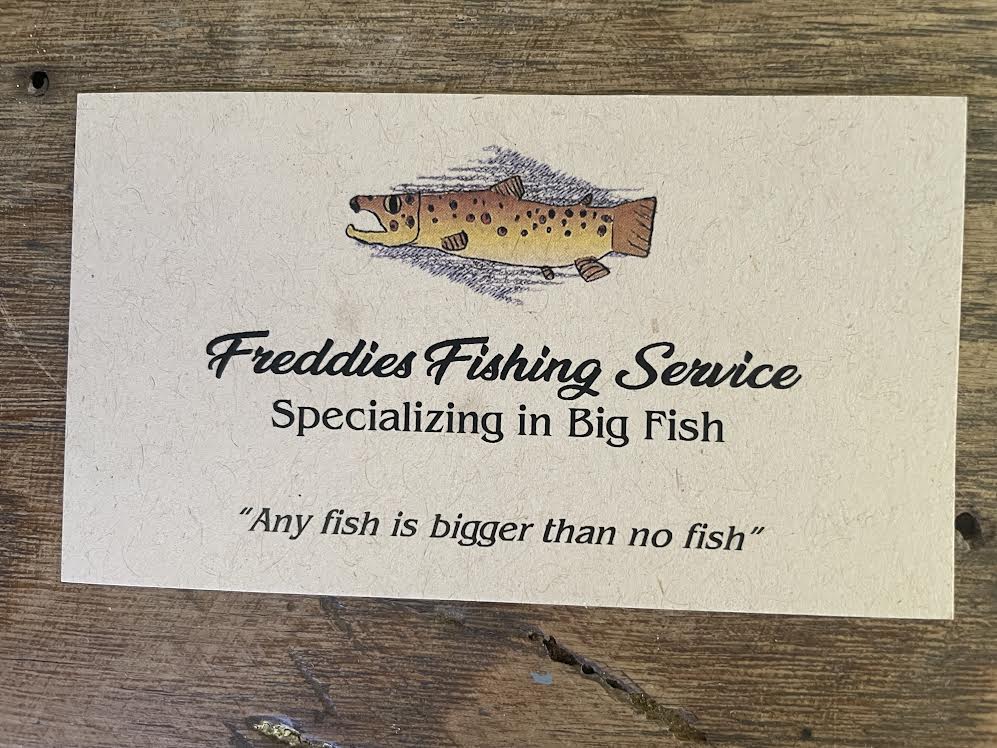 Freddies Fishing Service
Specializing in Big Fish
“Any fish is bigger than no fish”